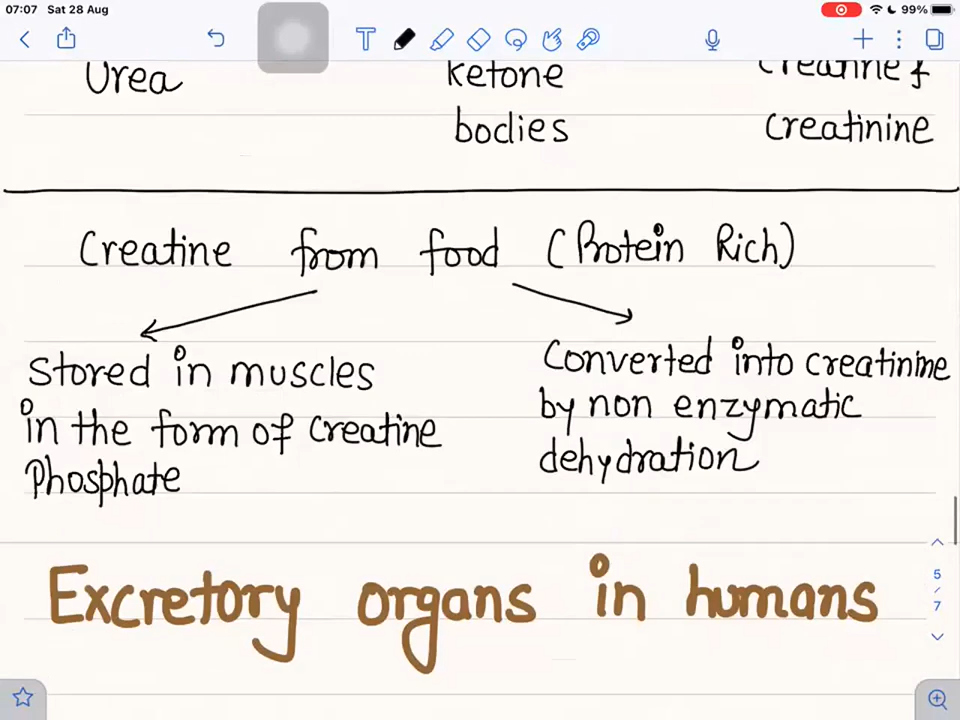 07:07 Sat 28 Aug 99%
T
Urea ketone creatine &
bodies creatinine
Creatine from food (Protein Rich)
Stored in muscles
in the form of creatine
Phosphate
Converted into creatinine
by non enzymatic
dehydration
5
/
7
Excretory organs in humans